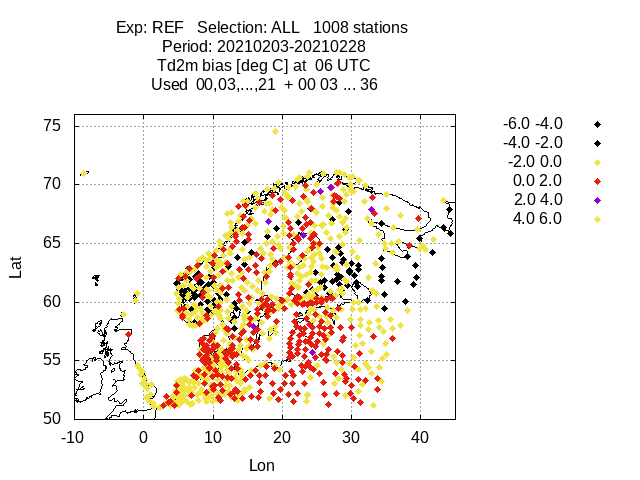 Exp: REF   Selection: ALL   1008 stations
Period: 20210203-20210228
Td2m bias [deg C] at  06 UTC
Used  00,03,...,21  + 00 03 ... 36
-6.0 -4.0
-4.0 -2.0
-2.0 0.0
0.0 2.0
2.0 4.0
4.0 6.0
75
70
65
60
55
50
Lat
-10 0 10 20 30 40
Lon